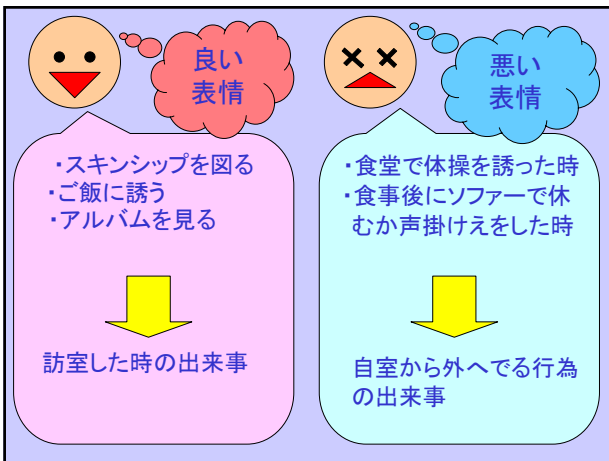 良い
表情
・スキンシップを図る
・ご飯に誘う
・アルバムを見る
訪室した時の出来事
悪い
表情
・食堂で体操を誘った時
・食事後にソファーで休
むか声掛けえをした時
自室から外へでる行為
の出来事